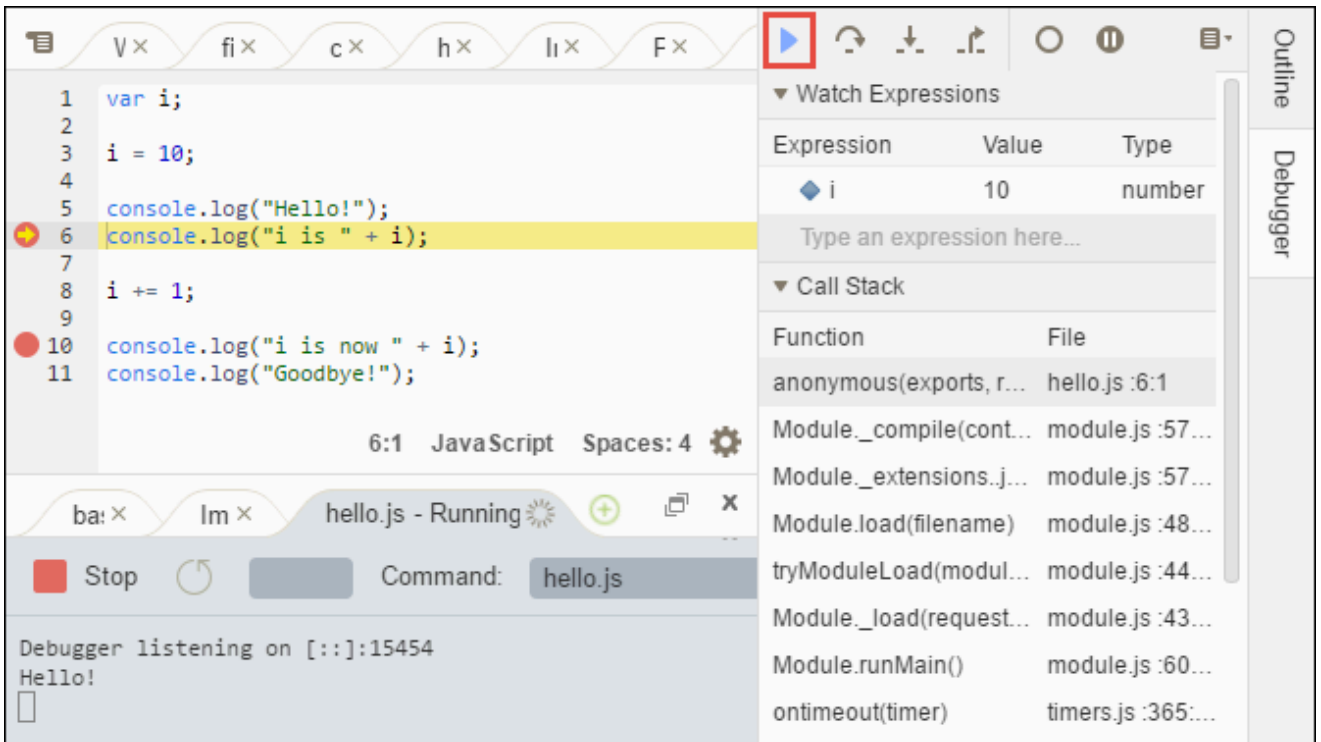 V fi c h F
1 var i;
2
3 i = 10;
4
5 console.log("Hello!");
6 console.log("i is " + i);
7
8 i += 1;
9
10 console.log("i is now " + i);
11 console.log("Goodbye!");
6:1 JavaScript Spaces: 4
hello.js - Running
Stop Command: hello.js
Debugger listening on [::]:15454
Hello!
Watch Expressions
Expression Value Type
i 10 number
Type an expression here...
Call Stack
Function File
anonymous(exports, r... hello.js :6:1
Module._compile(cont... module.js :57...
Module._extensions..j... module.js :57...
Module.load(filename) module.js :48...
tryModuleLoad(modul... module.js :44...
Module._load(request... module.js :43...
Module.runMain() module.js :60...
ontimeout(timer) timers.js :365:...
Outline
Debugger